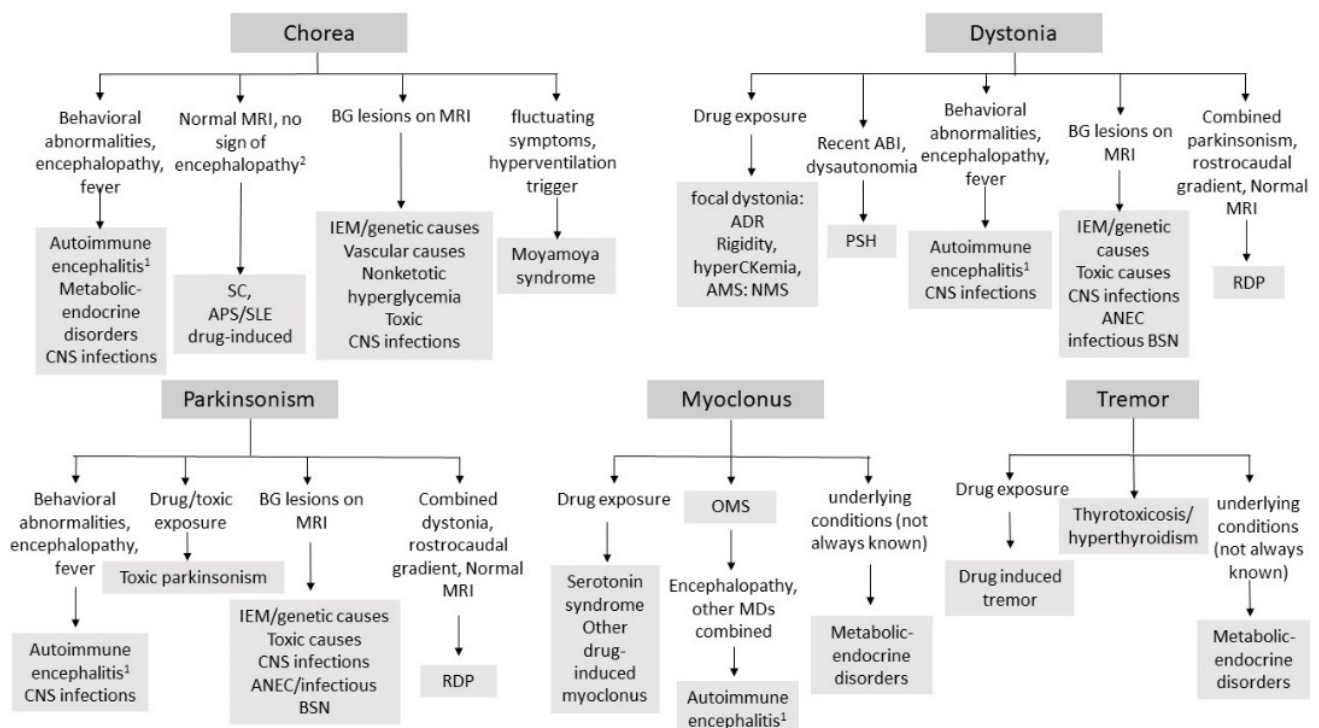 Chorea
Behavioral
abnormalities,
encephalopathy,
fever
Autoimmune
encephalitis1
Metabolic-
endocrine
disorders
CNS infections
Normal MRI, no
sign of
encephalopathy2
SC,
APS/SLE
drug-induced
BG lesions on MRI
IEM/genetic causes
Vascular causes
Nonketotic
hyperglycemia
Toxic
CNS infections
fluctuating
symptoms,
hyperventilation
trigger
Moyamoya
syndrome
Dystonia
Drug exposure
focal dystonia:
ADR
Rigidity,
hyperCKemia,
AMS: NMS
Recent ABI,
dysautonomia
PSH
Behavioral
abnormalities,
encephalopathy,
fever
Autoimmune
encephalitis1
CNS infections
BG lesions on
MRI
IEM/genetic
causes
Toxic causes
CNS infections
ANEC
infectious BSN
Combined
parkinsonism,
rostrocaudal
gradient, Normal
MRI
RDP
Parkinsonism
Behavioral
abnormalities,
encephalopathy,
fever
Autoimmune
encephalitis1
CNS infections
Drug/toxic
exposure
Toxic parkinsonism
BG lesions on
MRI
IEM/genetic causes
Toxic causes
CNS infections
ANEC/infectious
BSN
Combined
dystonia,
rostrocaudal
gradient, Normal
MRI
RDP
Myoclonus
Drug exposure
Serotonin
syndrome
Other
drug-
induced
myoclonus
OMS
Encephalopathy,
other MDs
combined
Autoimmune
encephalitis1
underlying
conditions (not
always known)
Metabolic-
endocrine
disorders
Tremor
Drug exposure
Drug induced
tremor
Thyrotoxicosis/
hyperthyroidism
underlying
conditions
(not always
known)
Metabolic-
endocrine
disorders